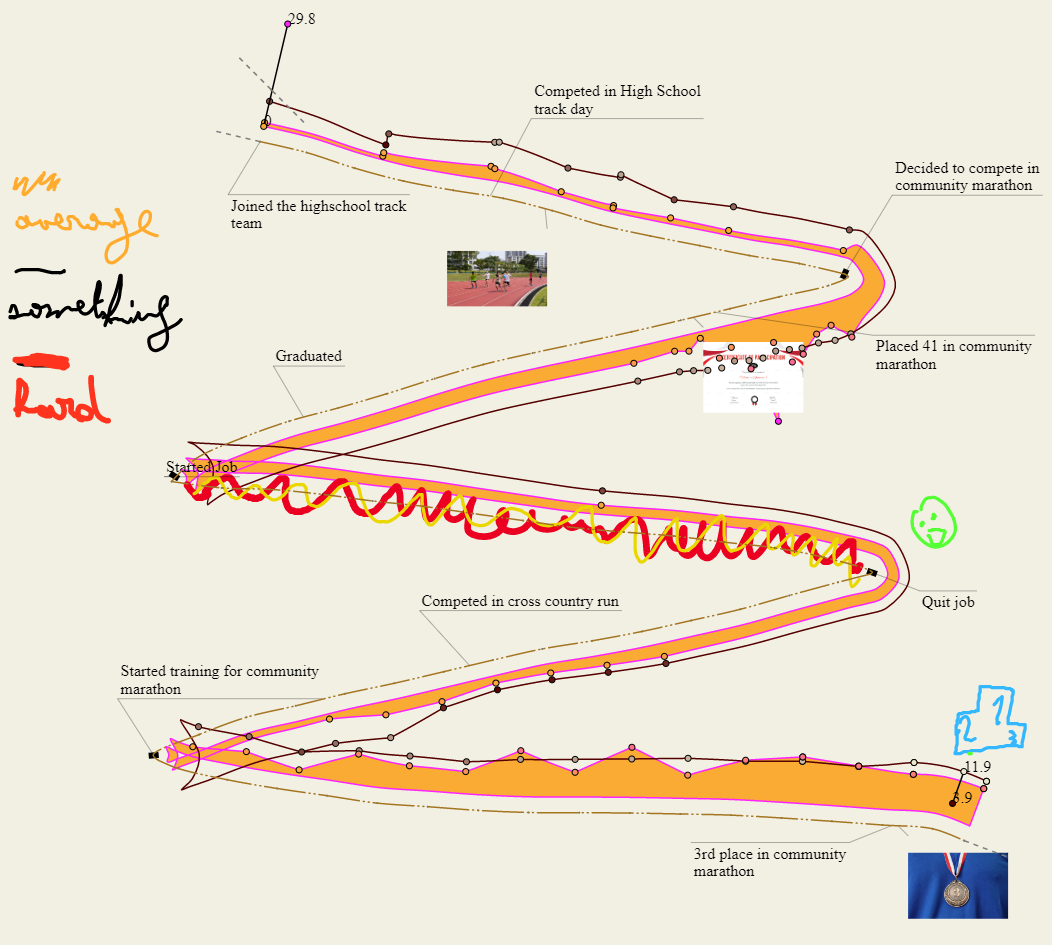 29.8
Competed in High School
track day
Decided to compete in
community marathon
Joined the highschool track
team
average
something
Hard
Placed 41 in community
marathon
Graduated
Started Job
Quit job
Competed in cross country run
Started training for community
marathon
1
2
3
11.9
3.9
3rd place in community
marathon